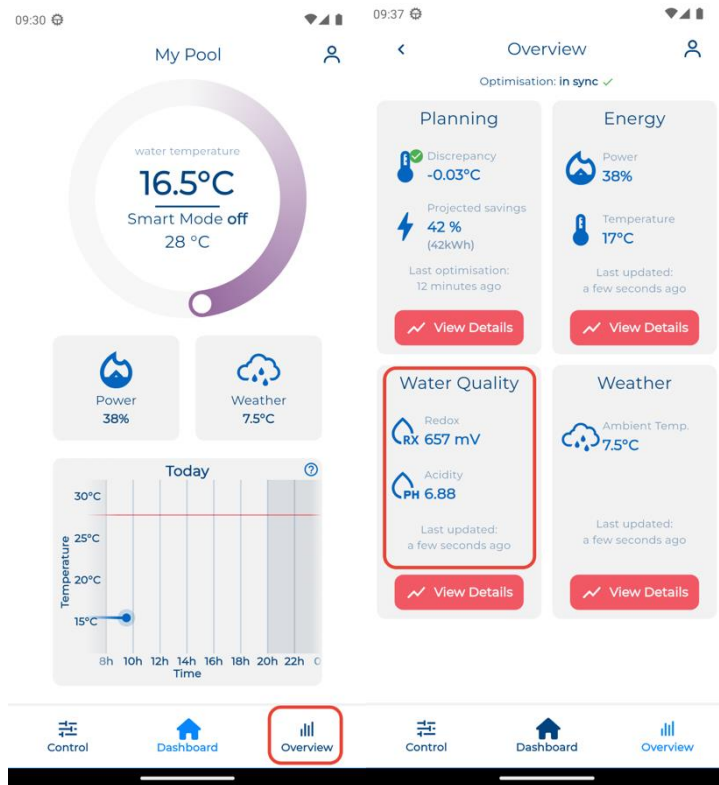 09:30
My Pool
water temperature
16.5°C
Smart Mode off
28 °C
Power
38%
Weather
7.5°C
Today
?
30°C
25°C
20°C
15°C
Temperature
8h 10h 12h 14h 16h 18h 20h 22h 0
Time
Control
Dashboard
Overview
09:37
Overview
Optimisation: in sync
Planning
Discrepancy
-0.03°C
Projected savings
42 %
(42kWh)
Last optimisation:
12 minutes ago
View Details
Energy
Power
38%
Temperature
17°C
Last updated:
a few seconds ago
View Details
Water Quality
Redox
RX 657 mV
Acidity
PH 6.88
Last updated:
a few seconds ago
View Details
Weather
Ambient Temp.
7.5°C
Last updated:
a few seconds ago
View Details
Control
Dashboard
Overview